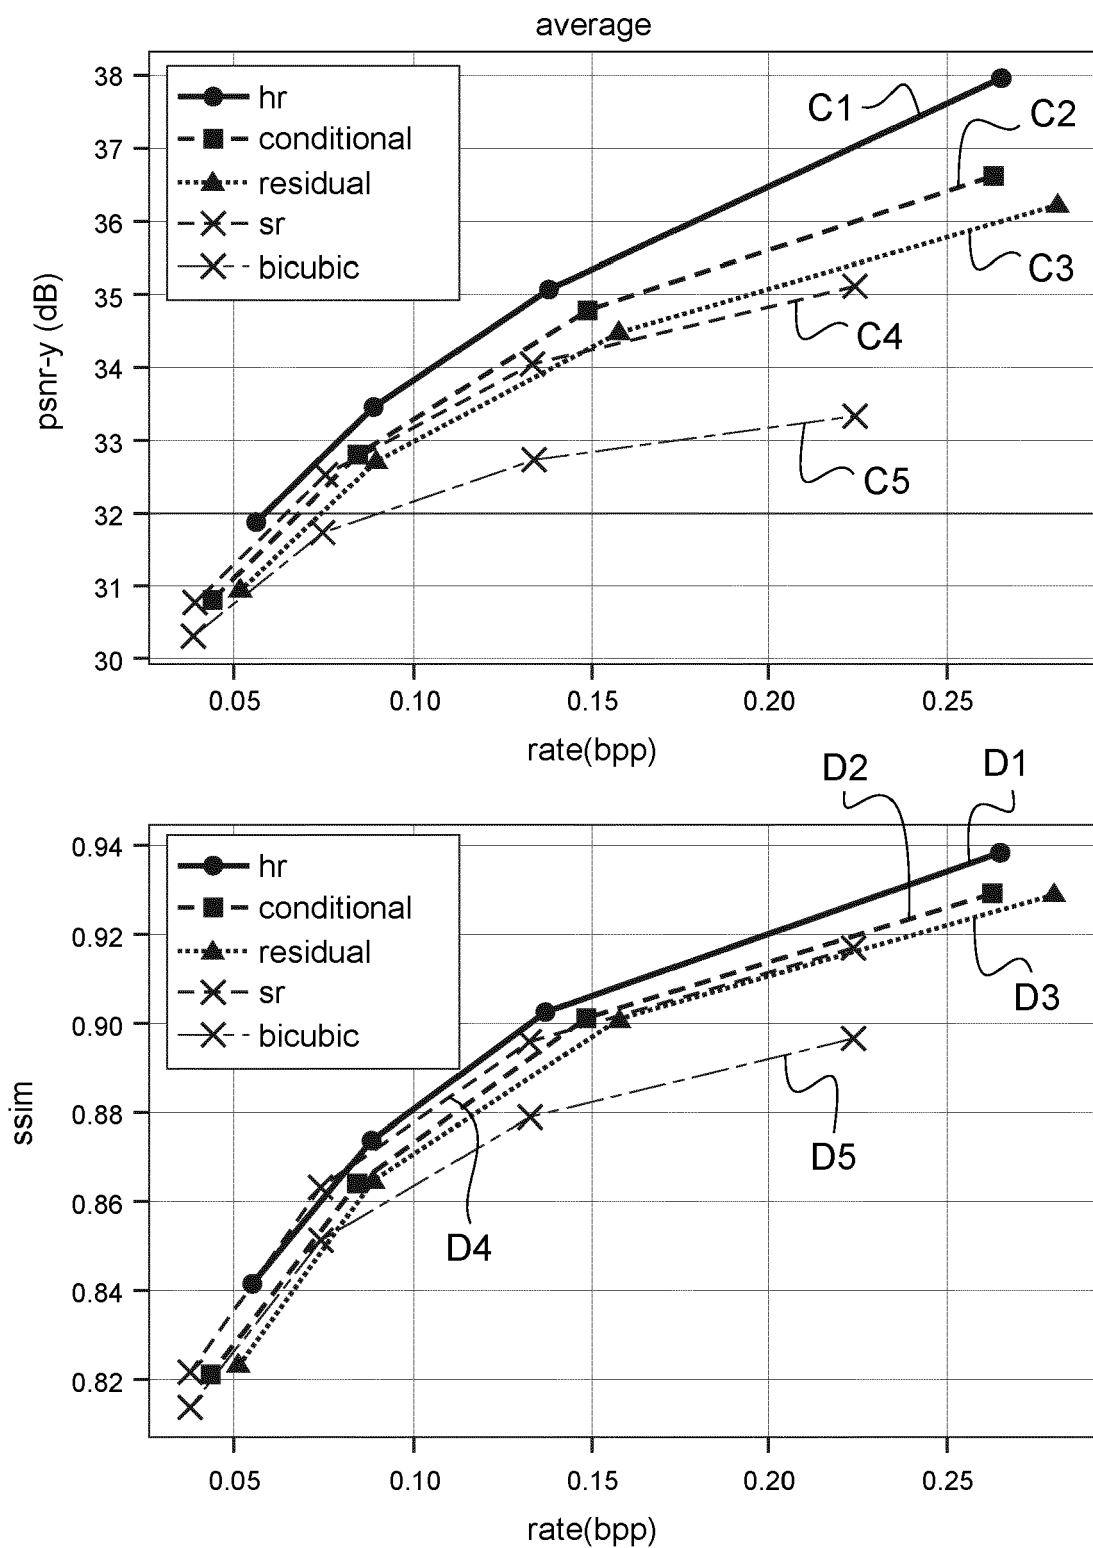 average
38
37
36
35
34
33
32
31
30
psnr-y (dB)
hr
conditional
residual
sr
bicubic
C1
C2
C3
C4
C5
0.05
0.10
0.15
0.20
0.25
rate(bpp)
D2
D1
0.94
0.92
0.90
0.88
0.86
0.84
0.82
ssim
hr
conditional
residual
sr
bicubic
D3
D5
D4
0.05
0.10
0.15
0.20
0.25
rate(bpp)